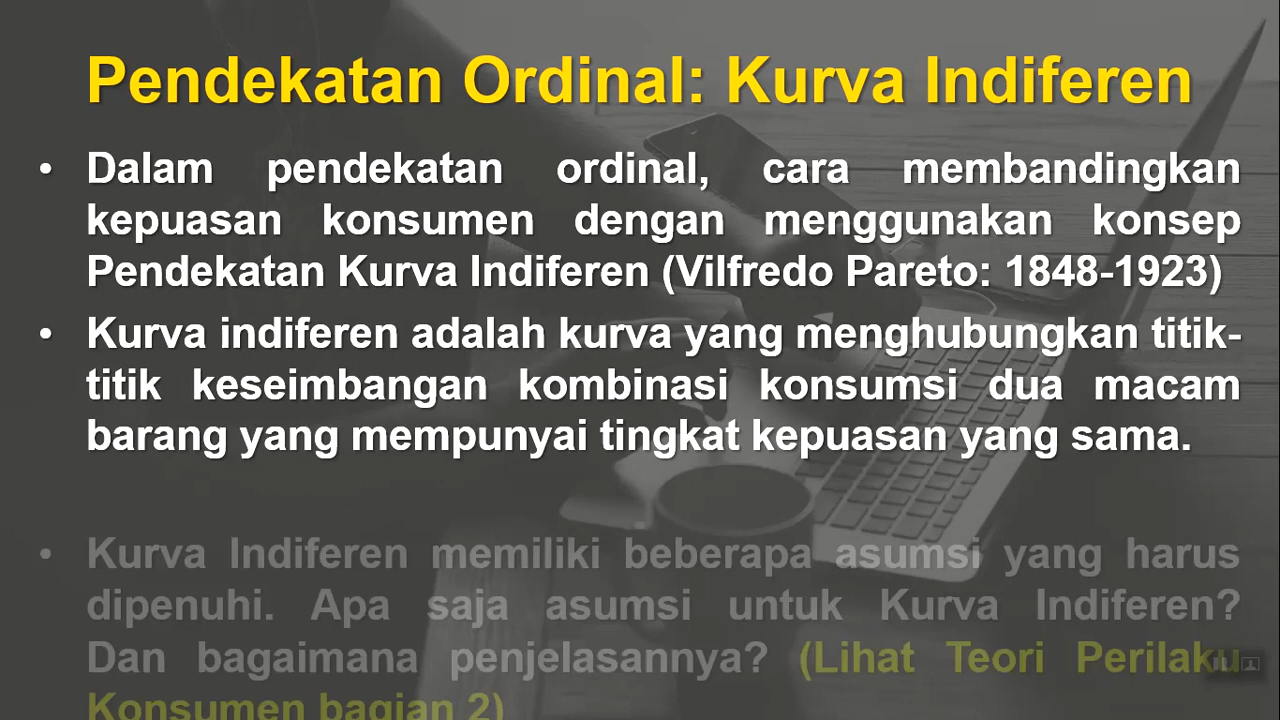 Pendekatan Ordinal: Kurva Indiferen
• Dalam pendekatan ordinal, cara membandingkan
kepuasan konsumen dengan menggunakan konsep
Pendekatan Kurva Indiferen (Vilfredo Pareto: 1848-1923)
• Kurva indiferen adalah kurva yang menghubungkan titik-
titik keseimbangan kombinasi konsumsi dua macam
barang yang mempunyai tingkat kepuasan yang sama.
• Kurva Indiferen memiliki beberapa asumsi yang harus
dipenuhi. Apa saja asumsi untuk Kurva Indiferen?
Dan bagaimana penjelasannya? (Lihat Teori Perilaku
Konsumen bagian 2)